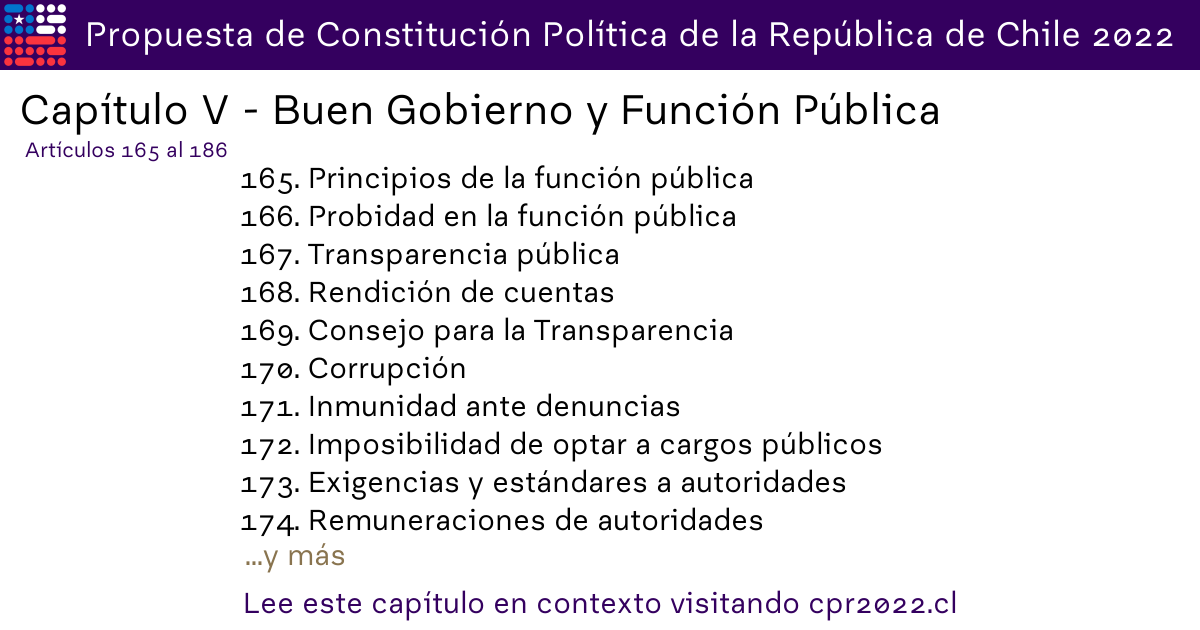 Propuesta de Constitución Política de la República de Chile 2022
Capítulo V - Buen Gobierno y Función Pública
Artículos 165 al 186
165. Principios de la función pública
166. Probidad en la función pública
167. Transparencia pública
168. Rendición de cuentas
169. Consejo para la Transparencia
170. Corrupción
171. Inmunidad ante denuncias
172. Imposibilidad de optar a cargos públicos
173. Exigencias y estándares a autoridades
174. Remuneraciones de autoridades
...y más
Lee este capítulo en contexto visitando cpr2022.cl